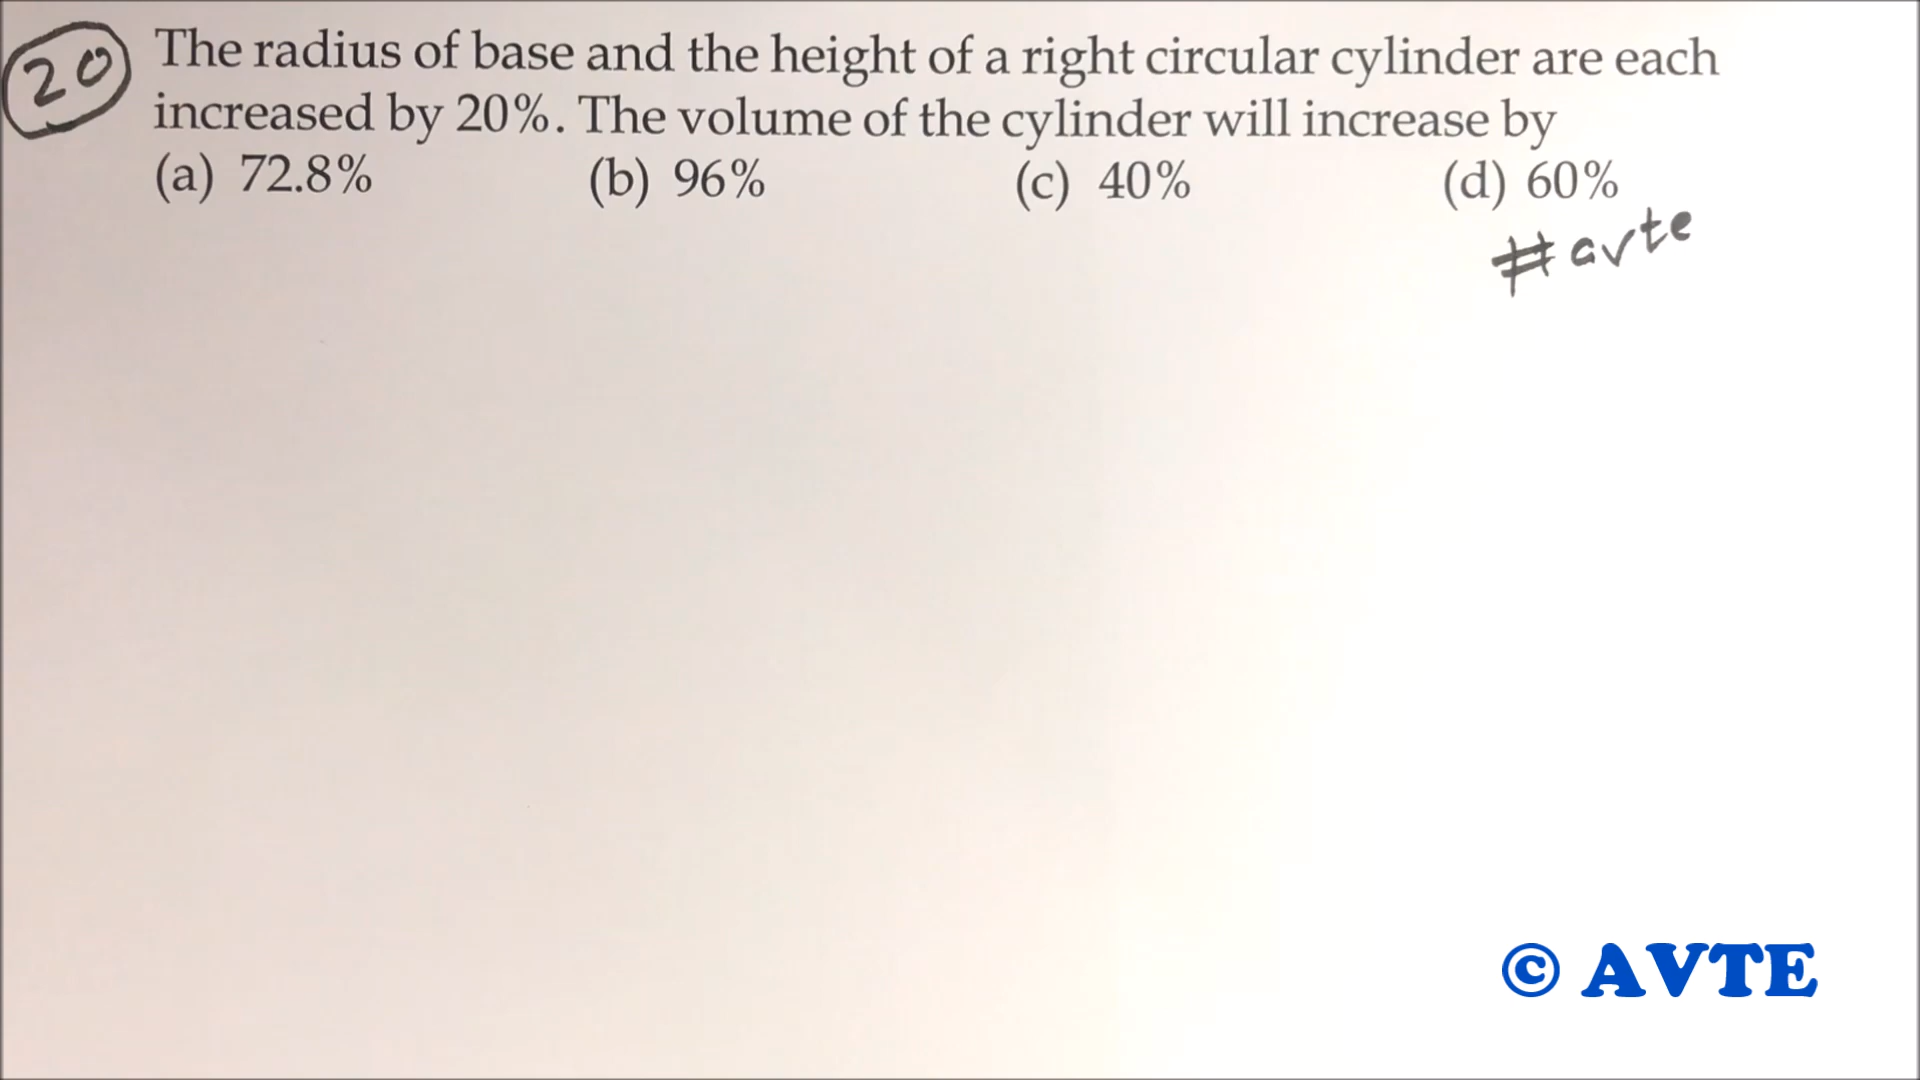 20 The radius of base and the height of a right circular cylinder are each
increased by 20%. The volume of the cylinder will increase by
(a) 72.8% (b) 96% (c) 40% (d) 60%
#avte
© AVTE